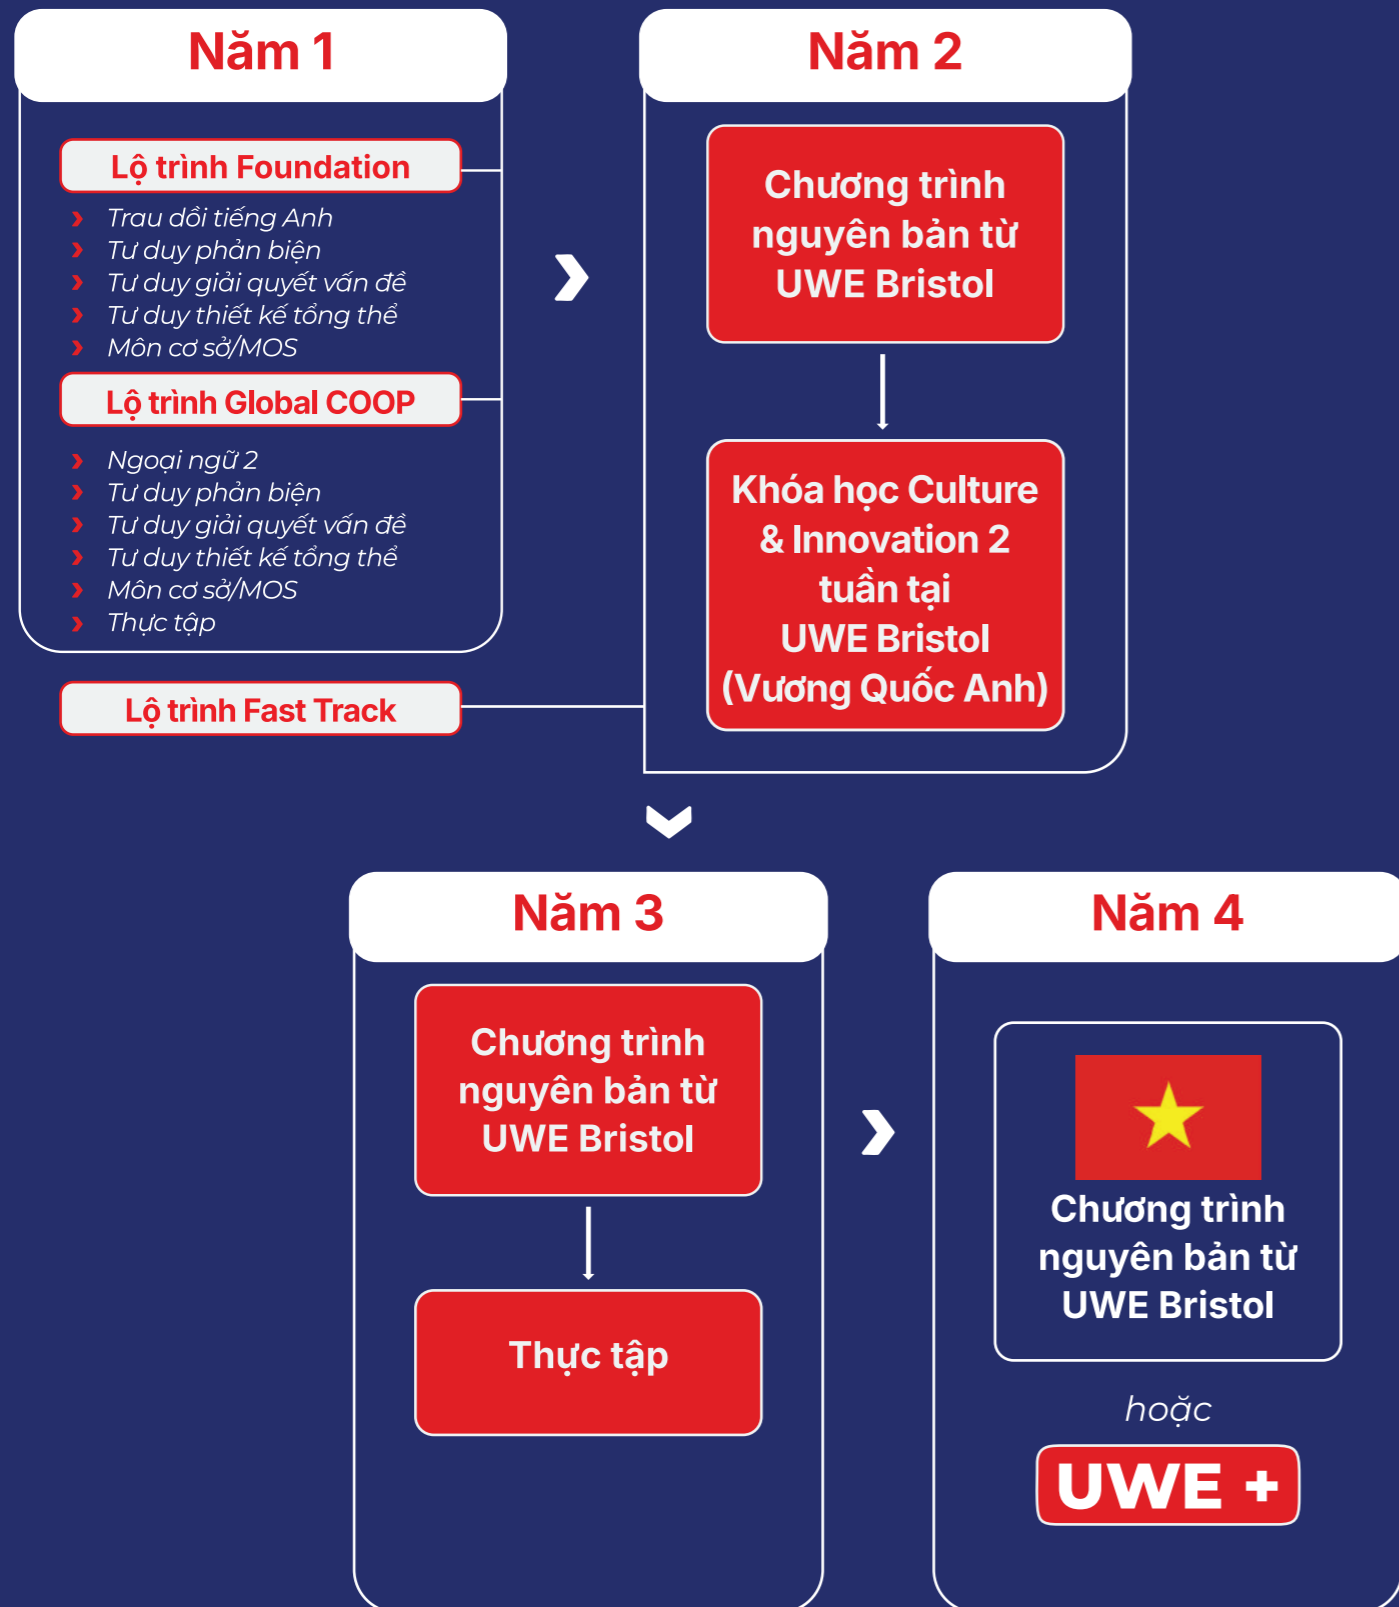 Năm 1
Lộ trình Foundation
Trau dồi tiếng Anh
Tư duy phản biện
Tư duy giải quyết vấn đề
Tư duy thiết kế tổng thể
Môn cơ sở/MOS
Lộ trình Global COOP
Ngoại ngữ 2
Tư duy phản biện
Tư duy giải quyết vấn đề
Tư duy thiết kế tổng thể
Môn cơ sở/MOS
Thực tập
Lộ trình Fast Track
Năm 2
Chương trình
nguyên bản từ
UWE Bristol
Khóa học Culture
& Innovation 2
tuần tại
UWE Bristol
(Vương Quốc Anh)
Năm 3
Chương trình
nguyên bản từ
UWE Bristol
Thực tập
Năm 4
Chương trình
nguyên bản từ
UWE Bristol
hoặc
UWE +